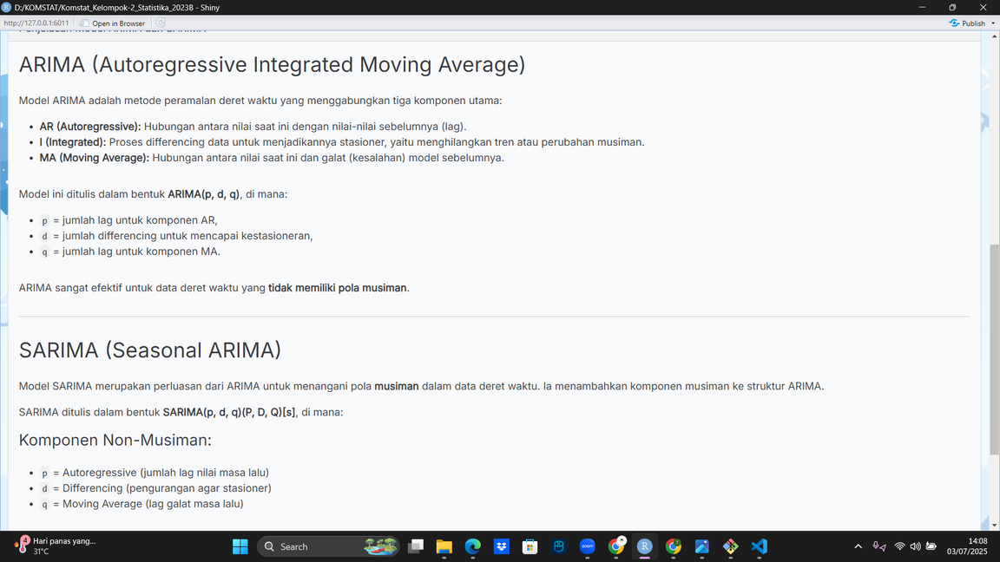 D:/KOMSTAT/Komstat_Kelompok-2_Statistika_2023B - Shiny
http://127.0.0.1:6011
Open in Browser
Publish
ARIMA (Autoregressive Integrated Moving Average)
Model ARIMA adalah metode peramalan deret waktu yang menggabungkan tiga komponen utama:
• AR (Autoregressive): Hubungan antara nilai saat ini dengan nilai-nilai sebelumnya (lag).
• I (Integrated): Proses differencing data untuk menjadikannya stasioner, yaitu menghilangkan tren atau perubahan musiman.
• MA (Moving Average): Hubungan antara nilai saat ini dan galat (kesalahan) model sebelumnya.
Model ini ditulis dalam bentuk ARIMA(p, d, q), di mana:
• p = jumlah lag untuk komponen AR,
• d = jumlah differencing untuk mencapai kestasioneran,
• q = jumlah lag untuk komponen MA.
ARIMA sangat efektif untuk data deret waktu yang tidak memiliki pola musiman.
SARIMA (Seasonal ARIMA)
Model SARIMA merupakan perluasan dari ARIMA untuk menangani pola musiman dalam data deret waktu. Ia menambahkan komponen musiman ke struktur ARIMA.
SARIMA ditulis dalam bentuk SARIMA(p, d, q)(P, D, Q)[s], di mana:
Komponen Non-Musiman:
• p = Autoregressive (jumlah lag nilai masa lalu)
• d = Differencing (pengurangan agar stasioner)
• q = Moving Average (lag galat masa lalu)
4
Hari panas yang...
31°C
Search
zoom
14:08
03/07/2025